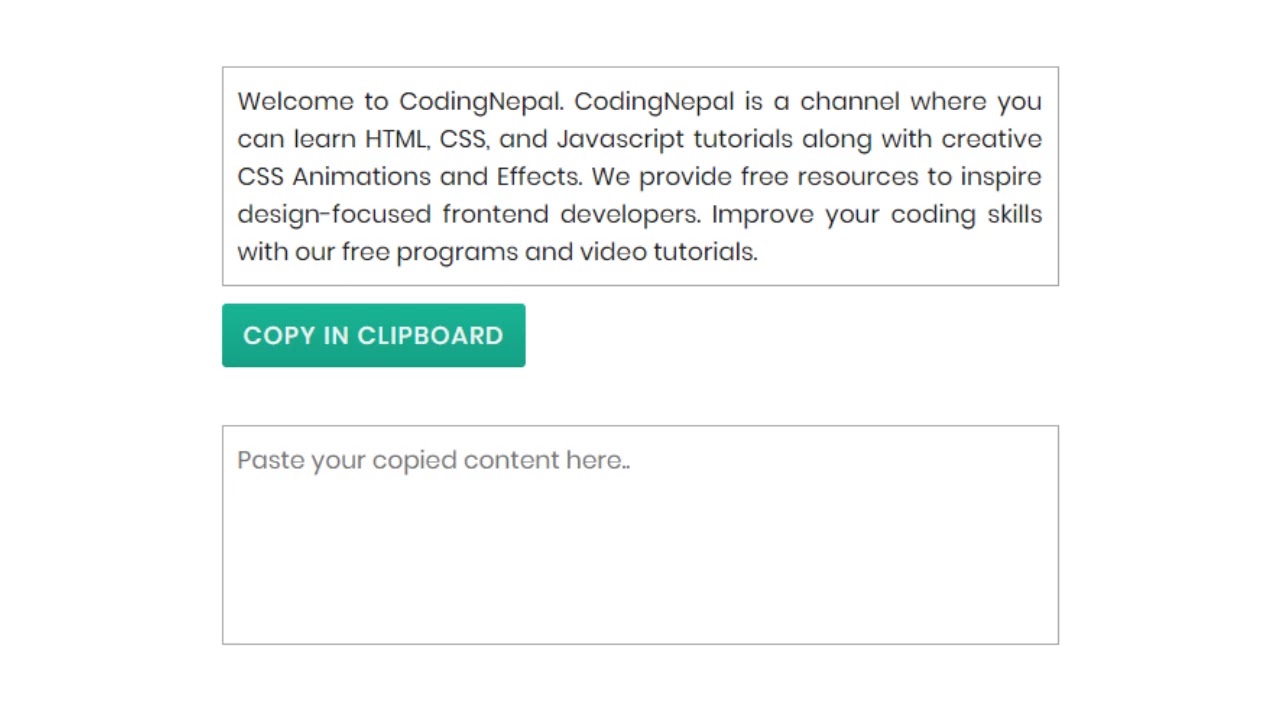 Welcome to CodingNepal. CodingNepal is a channel where you
can learn HTML, CSS, and Javascript tutorials along with creative
CSS Animations and Effects. We provide free resources to inspire
design-focused frontend developers. Improve your coding skills
with our free programs and video tutorials.
COPY IN CLIPBOARD
Paste your copied content here..